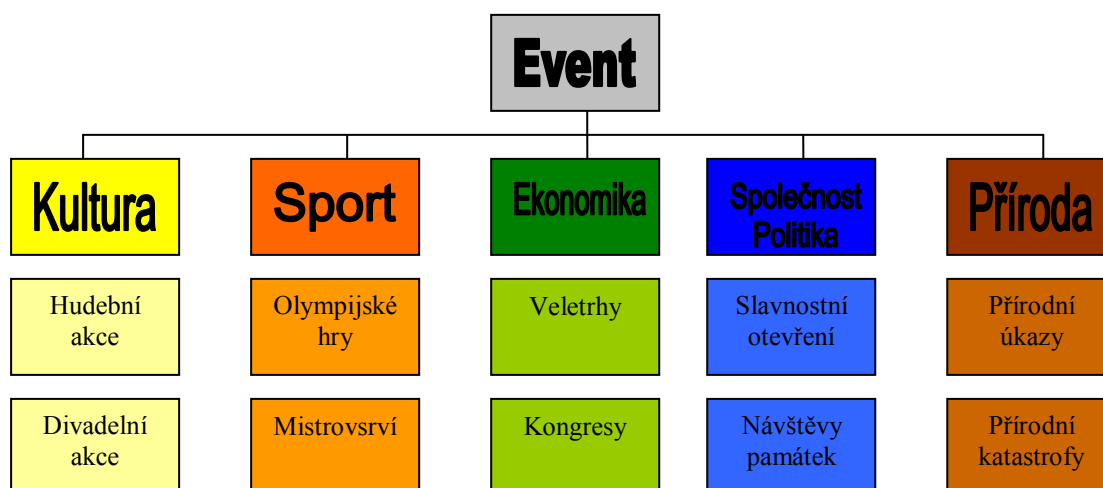 Event
Kultura
Sport
Ekonomika
Společnost
Politika
Příroda
Hudební
akce
Olympijské
hry
Veletrhy
Slavnostní
otevření
Přírodní
úkazy
Divadelní
akce
Mistrovsrví
Kongresy
Návštěvy
památek
Přírodní
katastrofy